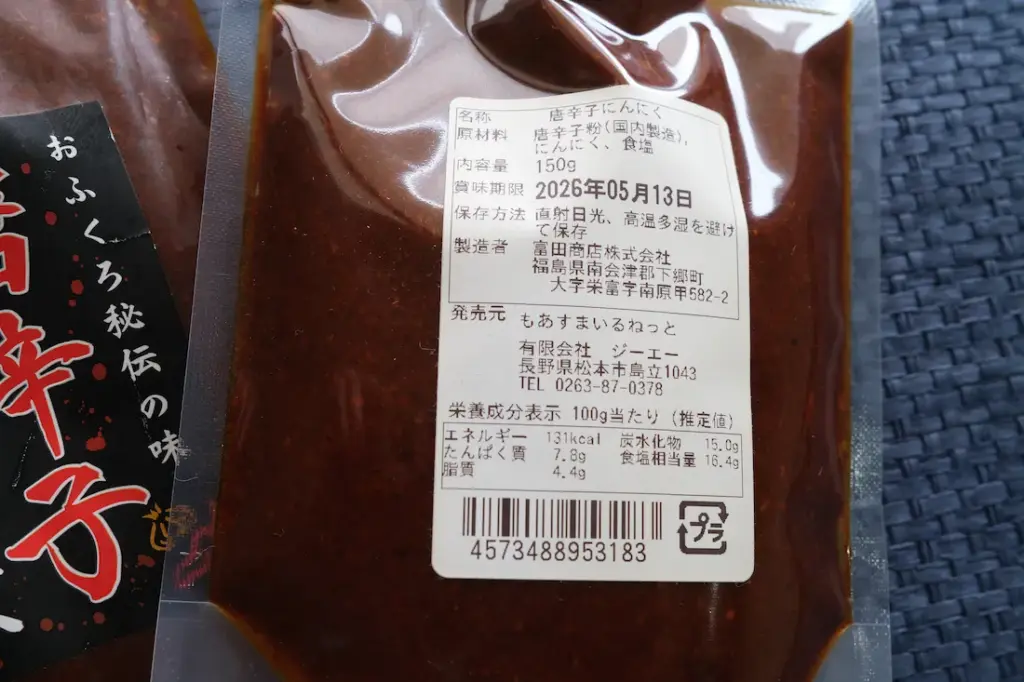 おふくろ秘伝の味
辛子
名称 唐辛子にんにく
原材料 唐辛子粉(国内製造),
にんにく、食塩
内容量 150g
賞味期限 2026年05月13日
保存方法 直射日光、高温多湿を避け
て保存
製造者 富田商店株式会社
福島県南会津郡下郷町
大字栄富字南原甲582-2
発売元 もあすまいるねっと
有限会社 ジーエー
長野県松本市島立1043
TEL 0263-87-0378
栄養成分表示 100g当たり (推定値)
エネルギー 131kcal 炭水化物 15.0g
たんぱく質 7.8g 食塩相当量 16.4g
脂質 4.4g
4573488953183
プラ